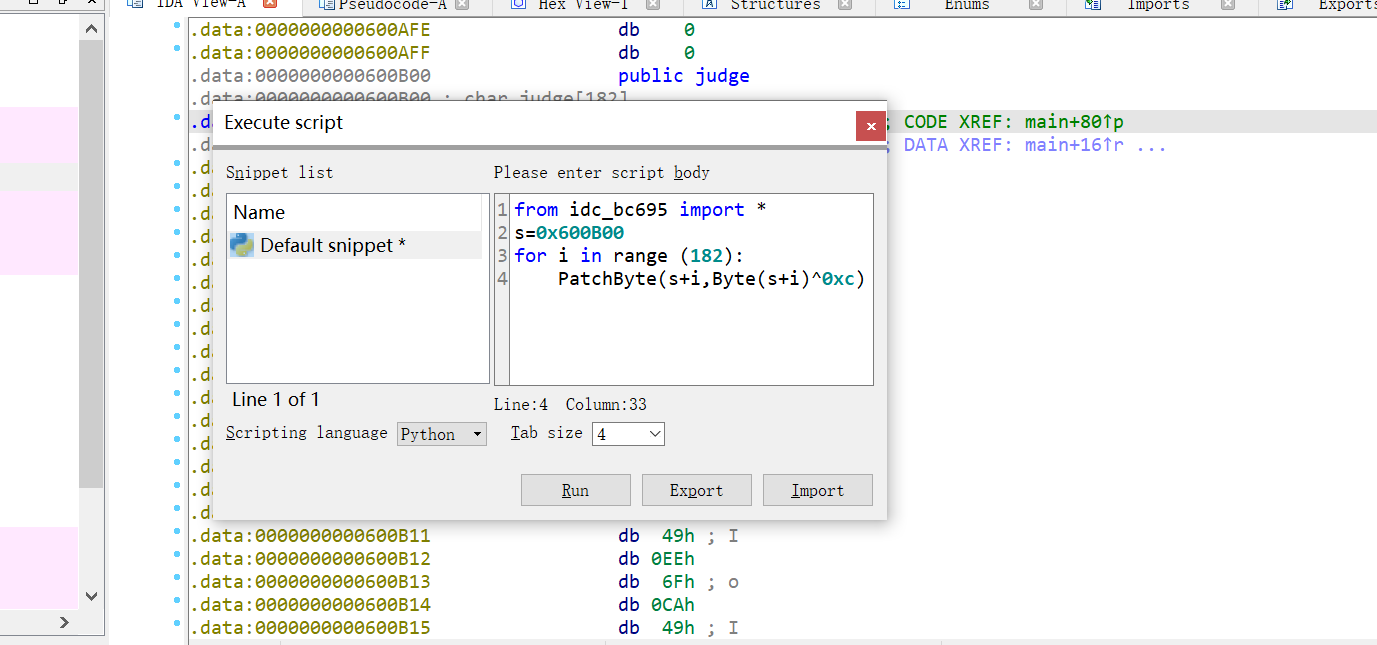 IDA View-A Pseudocode-A Hex View-1 Structures Enums Imports Exports
.data:0000000000600AFE db 0
.data:0000000000600AFF db 0
.data:0000000000600B00 public judge
.data:0000000000600B00 ; char judge[182]
; CODE XREF: main+80↑p
; DATA XREF: main+16↑r ...
Execute script
Snippet list
Name
Default snippet *
Line 1 of 1
Scripting language Python
Please enter script body
1 from idc_bc695 import *
2 s=0x600B00
3 for i in range (182):
4     PatchByte(s+i,Byte(s+i)^0xc)
Line:4 Column:33
Tab size 4
Run Export Import
.data:0000000000600B11 db 49h ; I
.data:0000000000600B12 db 0EEh
.data:0000000000600B13 db 6Fh ; o
.data:0000000000600B14 db 0CAh
.data:0000000000600B15 db 49h ; I